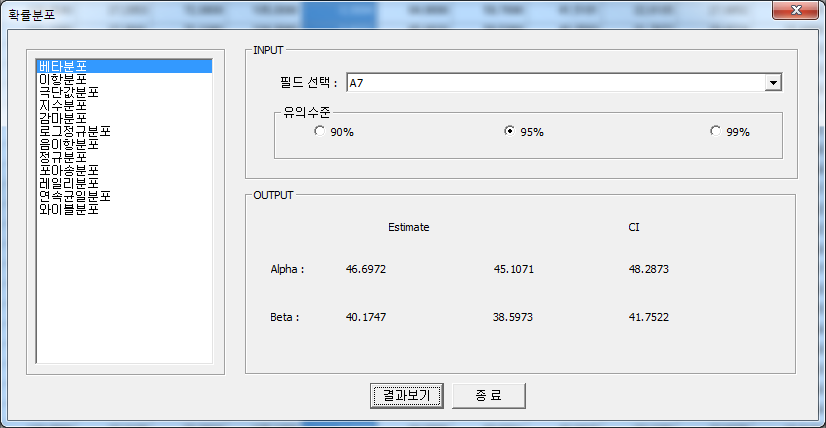 확률분포
베타분포
이항분포
극단값분포
지수분포
감마분포
로그정규분포
음이항분포
정규분포
포아송분포
레일리분포
연속균일분포
와이블분포
INPUT
필드 선택 : A7
유의수준
90% 95% 99%
OUTPUT
Estimate CI
Alpha : 46.6972 45.1071 48.2873
Beta : 40.1747 38.5973 41.7522
결과보기 종 료